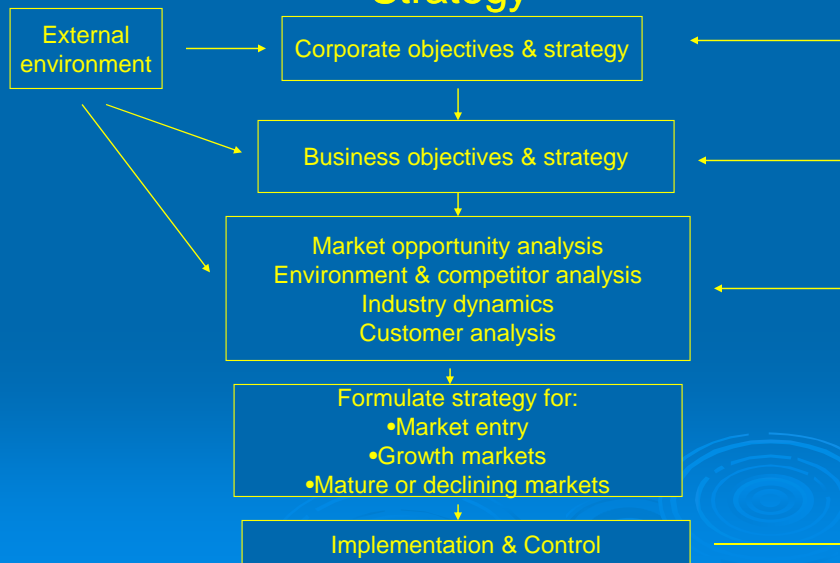 Strategy
External
environment
Corporate objectives & strategy
Business objectives & strategy
Market opportunity analysis
Environment & competitor analysis
Industry dynamics
Customer analysis
Formulate strategy for:
•Market entry
•Growth markets
•Mature or declining markets
Implementation & Control